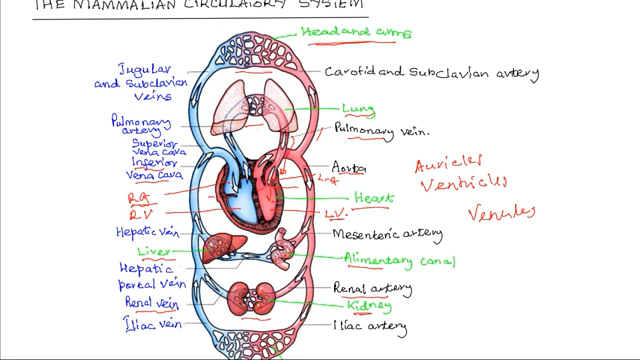 THE MAMMALIAN CIRCULATORY SYSTEM
Head and arms
Jugular
and Subclavian
Veins
Carotid and Subclavian artery
Lung
Pulmonary
artery
Pulmonary vein.
Superior
vena cava
Inferior
vena cava
Aorta
Auricles
Ventricles
Venules
RA
RV
LA
Heart
LV.
Hepatic vein
Mesenteric artery
Liver
Alimentary canal
Hepatic
portal vein
Renal artery
Renal vein
Kidney
Iliac vein
Iliac artery